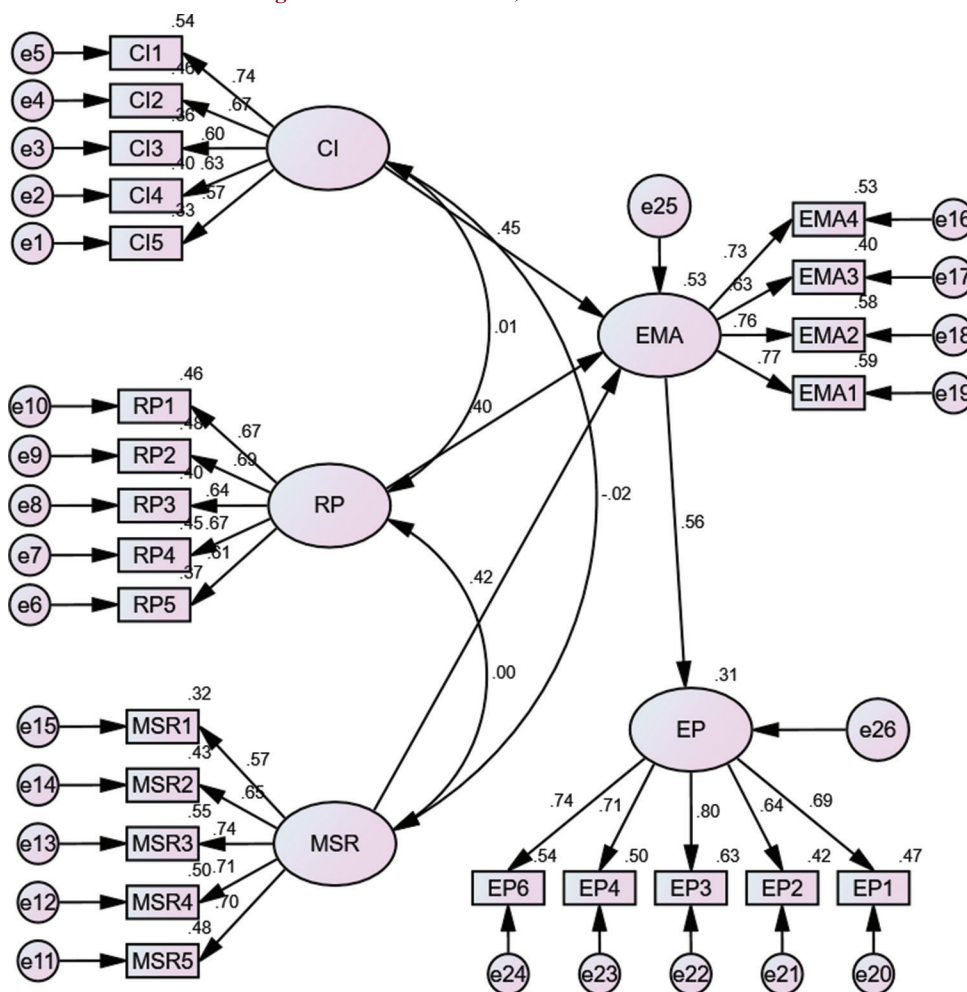 .54
e5 CI1
.74
.46
e4 CI2
.67
.36
e3 CI3
.60
CI
.40 .63
e2 CI4
.57
.33
e1 CI5
.45
.01
e25
.53
EMA
.53
EMA4 e16
.73
.40
EMA3 e17
.63
.58
EMA2 e18
.76
.59
EMA1 e19
.77
.46
e10 RP1
.67
.48
e9 RP2
.69
.40
e8 RP3
.64
RP
.45 .67
e7 RP4
.61
.37
e6 RP5
.40
-.02
.42
.56
.00
.32
e15 MSR1
.57
.43
e14 MSR2
.65
.55
e13 MSR3
.74
MSR
.50 .71
e12 MSR4
.70
.48
e11 MSR5
.31
EP
e26
.74 .71 .80 .64 .69
.54 .50 .63 .42 .47
EP6 EP4 EP3 EP2 EP1
e24 e23 e22 e21 e20